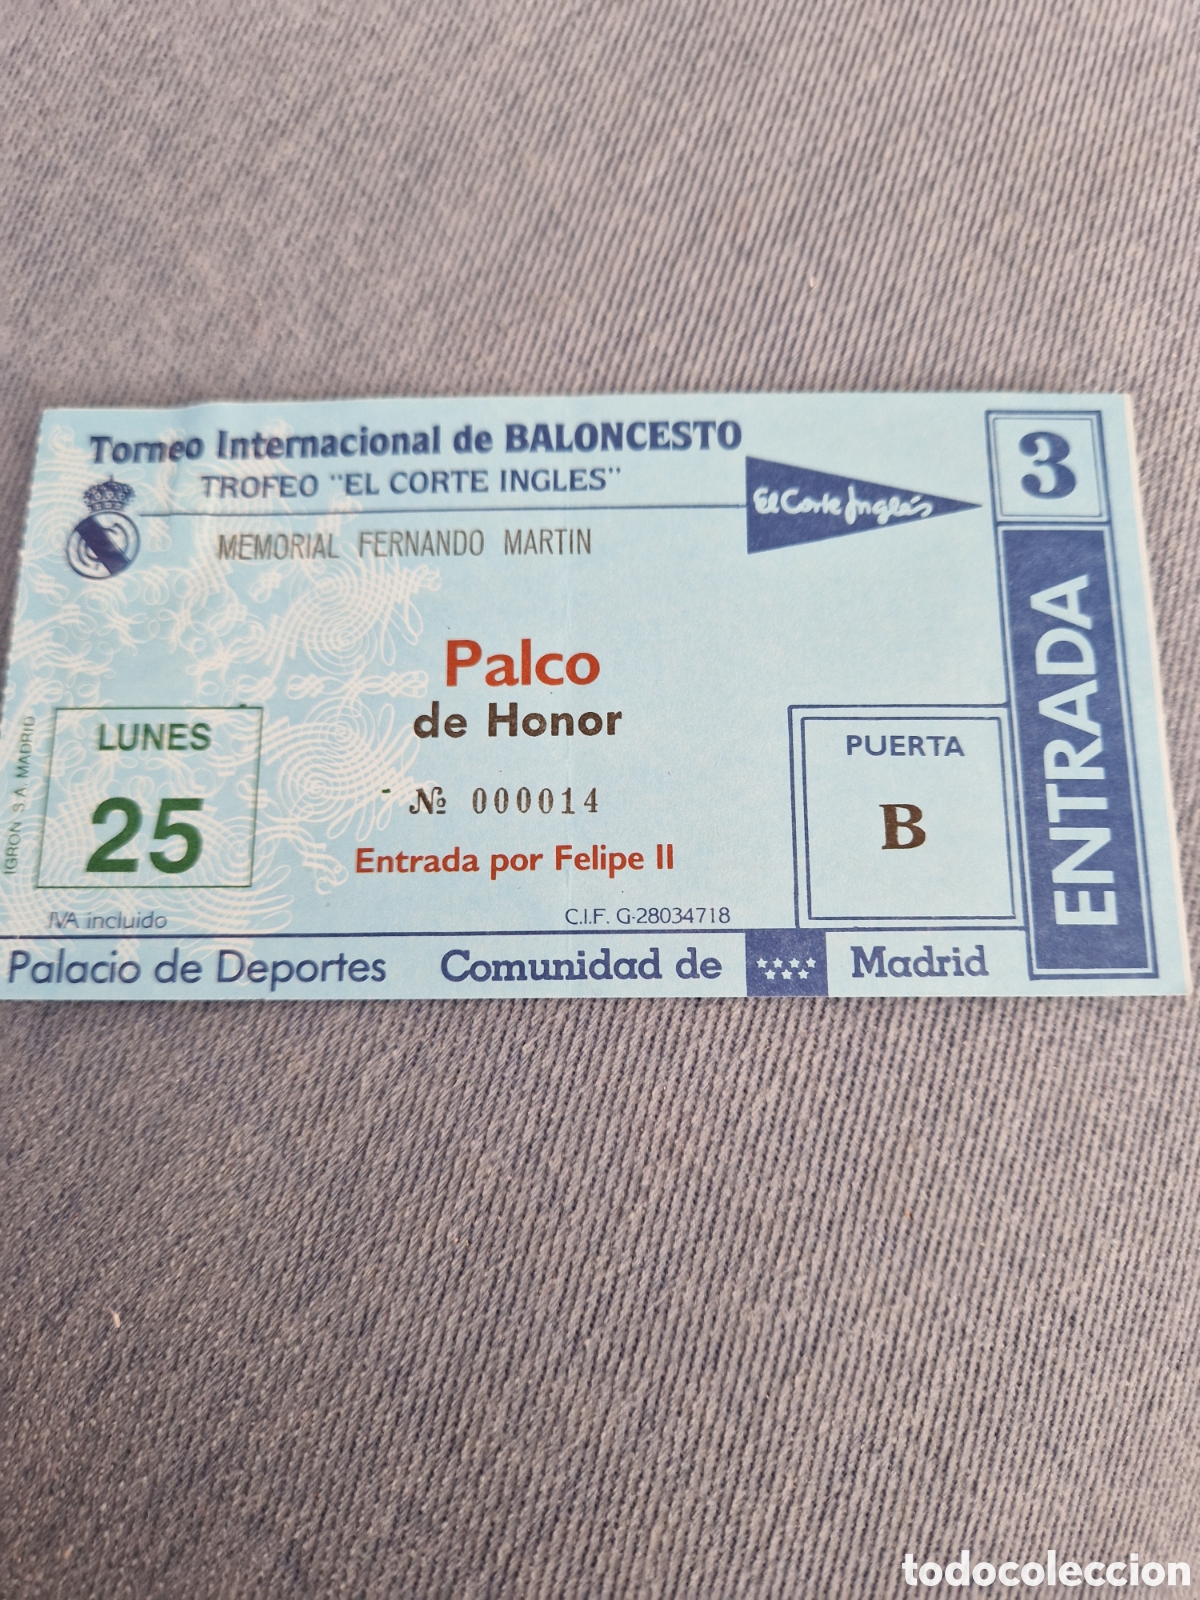 Torneo Internacional de BALONCESTO
TROFEO "EL CORTE INGLES"
El Corte Inglés
3
MEMORIAL FERNANDO MARTIN
ENTRADA
Palco
de Honor
LUNES
25
PUERTA
B
Nº 000014
Entrada por Felipe II
IGRON. S.A. MADRID
IVA incluido
C.I.F. G-28034718
Palacio de Deportes Comunidad de Madrid
todocoleccion